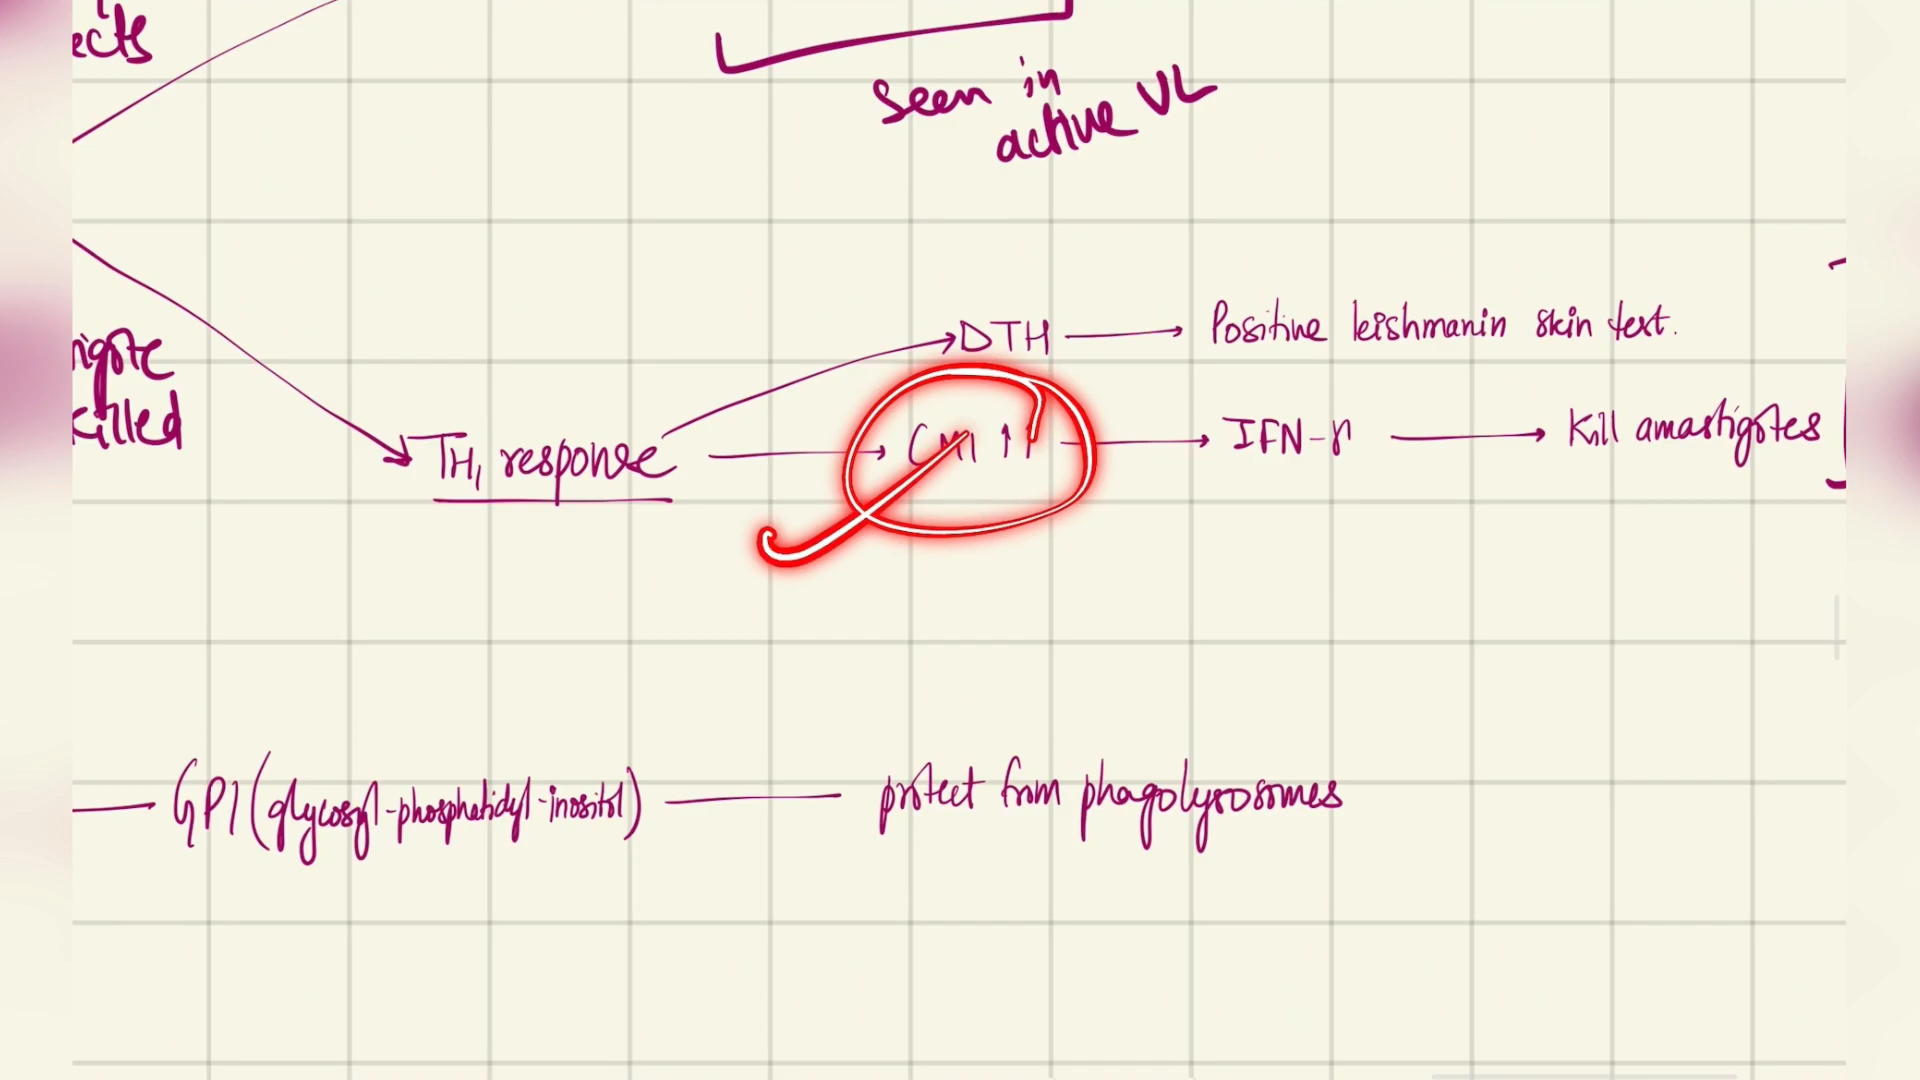 ects
Seen in
active VL
DTH → Positive leishmanin skin test.
igote
killed
TH1 response → CMI ↑↑ → IFN-γ → Kill amastigotes
→ GPI (glycosyl-phosphatidyl-inositol) — protect from phagolysosomes